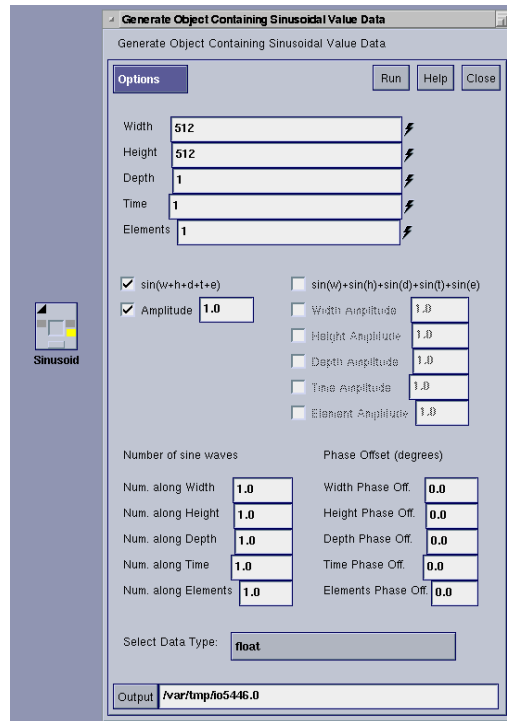 Generate Object Containing Sinusoidal Value Data
Generate Object Containing Sinusoidal Value Data
Options Run Help Close
Width 512
Height 512
Depth 1
Time 1
Elements 1
sin(w+h+d+t+e) sin(w)+sin(h)+sin(d)+sin(t)+sin(e)
Amplitude 1.0 Width Amplitude 1.0
Height Amplitude 1.0
Depth Amplitude 1.0
Time Amplitude 1.0
Element Amplitude 1.0
Sinusoid
Number of sine waves Phase Offset (degrees)
Num. along Width 1.0 Width Phase Off. 0.0
Num. along Height 1.0 Height Phase Off. 0.0
Num. along Depth 1.0 Depth Phase Off. 0.0
Num. along Time 1.0 Time Phase Off. 0.0
Num. along Elements 1.0 Elements Phase Off. 0.0
Select Data Type: float
Output /var/tmp/io5446.0